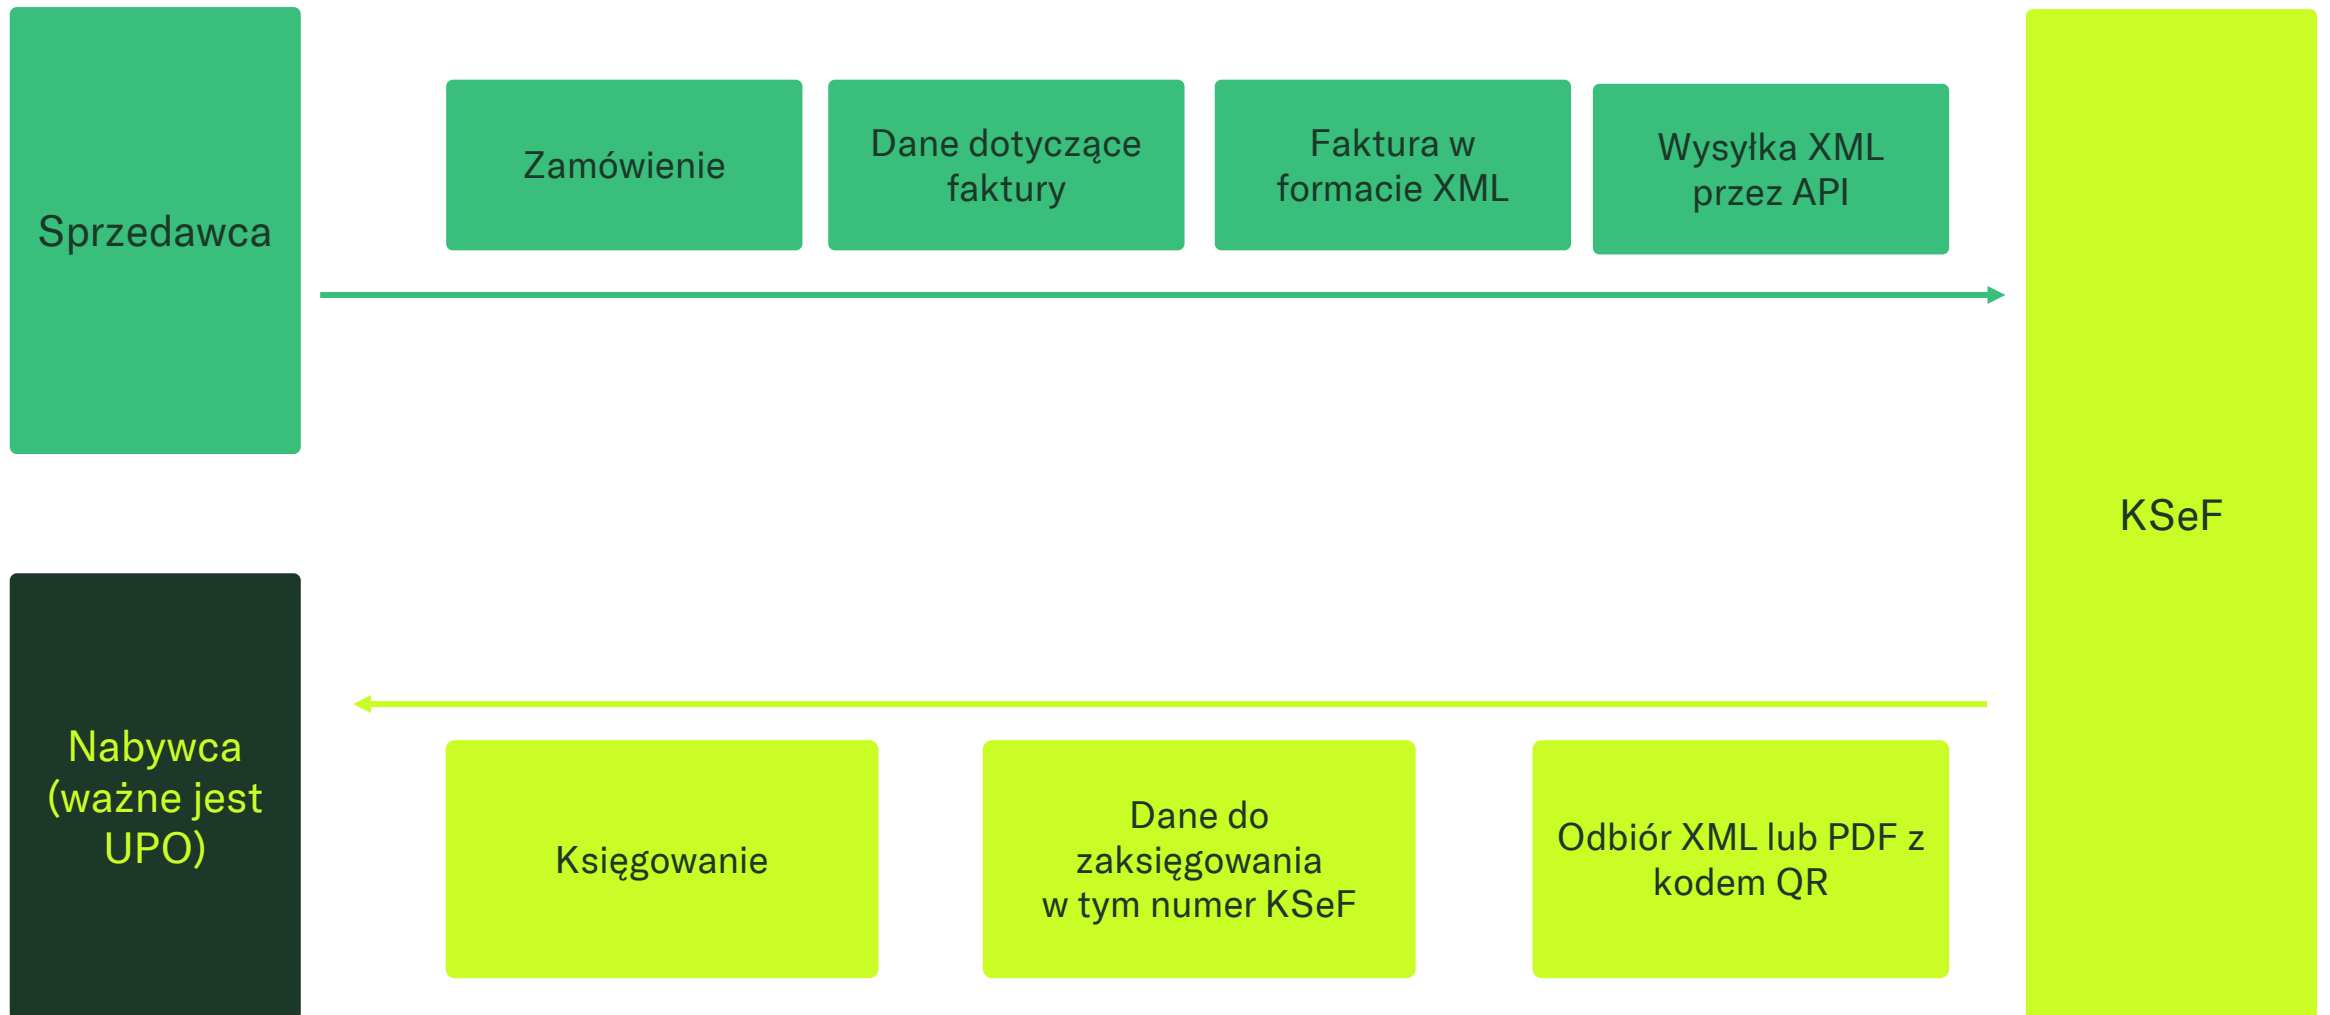 Sprzedawca
Zamówienie
Dane dotyczące
faktury
Faktura w
formacie XML
Wysyłka XML
przez API
KSeF
Nabywca
(ważne jest
UPO)
Księgowanie
Dane do
zaksięgowania
w tym numer KSeF
Odbiór XML lub PDF z
kodem QR